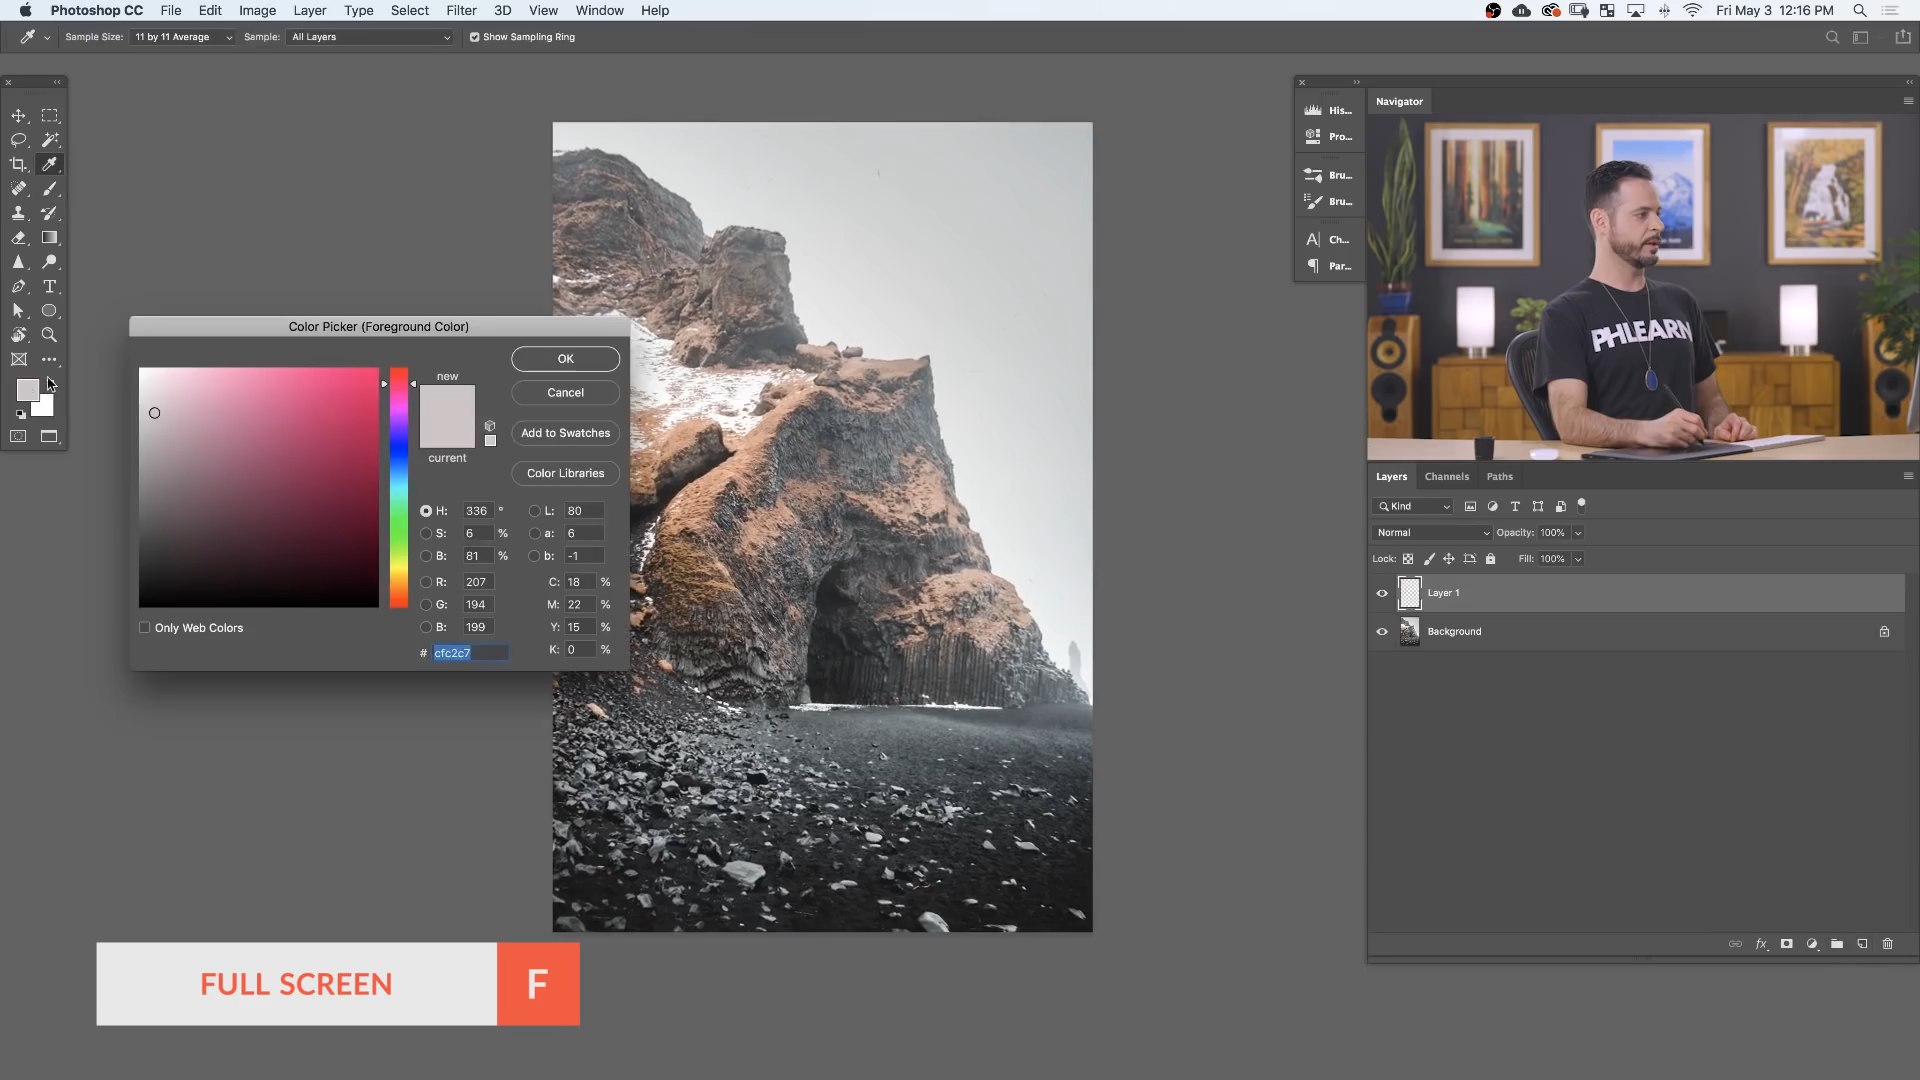 Photoshop CC File Edit Image Layer Type Select Filter 3D View Window Help Fri May 3 12:16 PM
Sample Size: 11 by 11 Average Sample: All Layers Show Sampling Ring
Navigator
His...
Pro...
Bru...
Bru...
Ch...
Par...
PHLEARN
Color Picker (Foreground Color)
new
current
OK
Cancel
Add to Swatches
Color Libraries
H: 336 ° L: 80
S: 6 % a: 6
B: 81 % b: -1
R: 207 C: 18 %
G: 194 M: 22 %
B: 199 Y: 15 %
# cfc2c7 K: 0 %
Only Web Colors
Layers Channels Paths
Kind
Normal Opacity: 100%
Lock: Fill: 100%
Layer 1
Background
fx
FULL SCREEN F